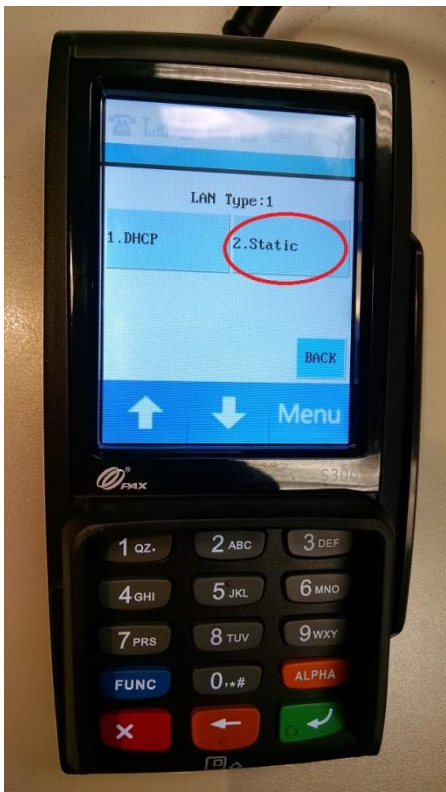 LAN Type:1
1.DHCP 2.Static
BACK
Menu
PAX S300
1 QZ. 2 ABC 3 DEF
4 GHI 5 JKL 6 MNO
7 PRS 8 TUV 9 WXY
FUNC 0,*# ALPHA